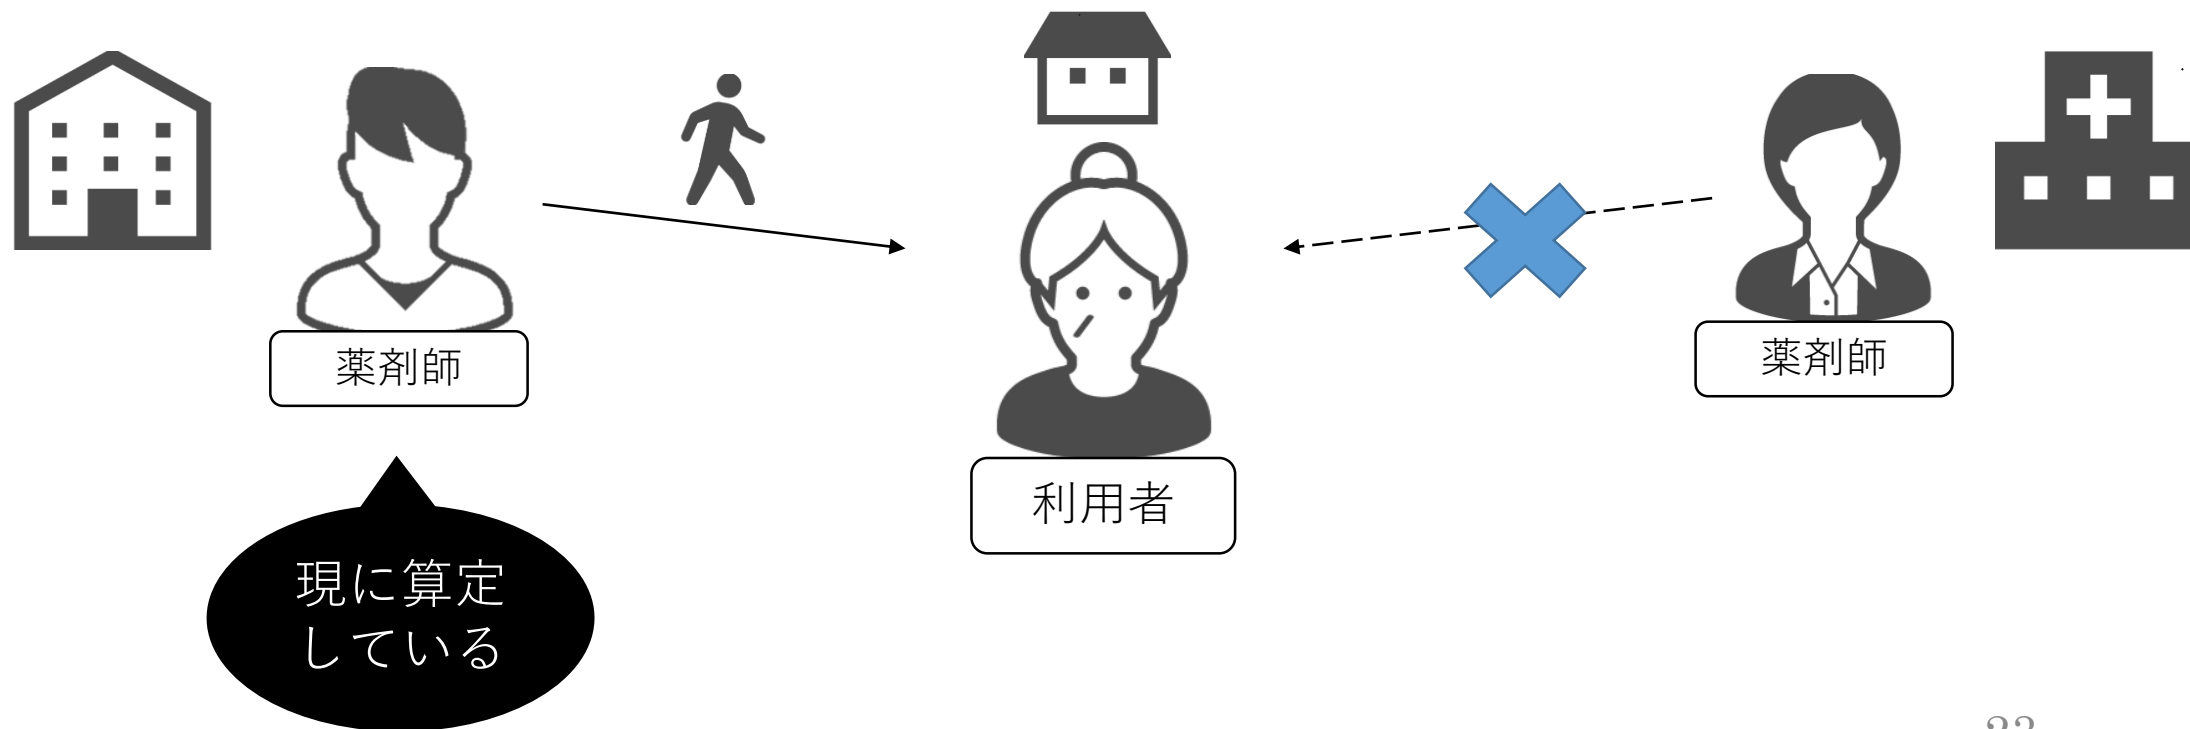 薬剤師
薬剤師
利用者
現に算定
している